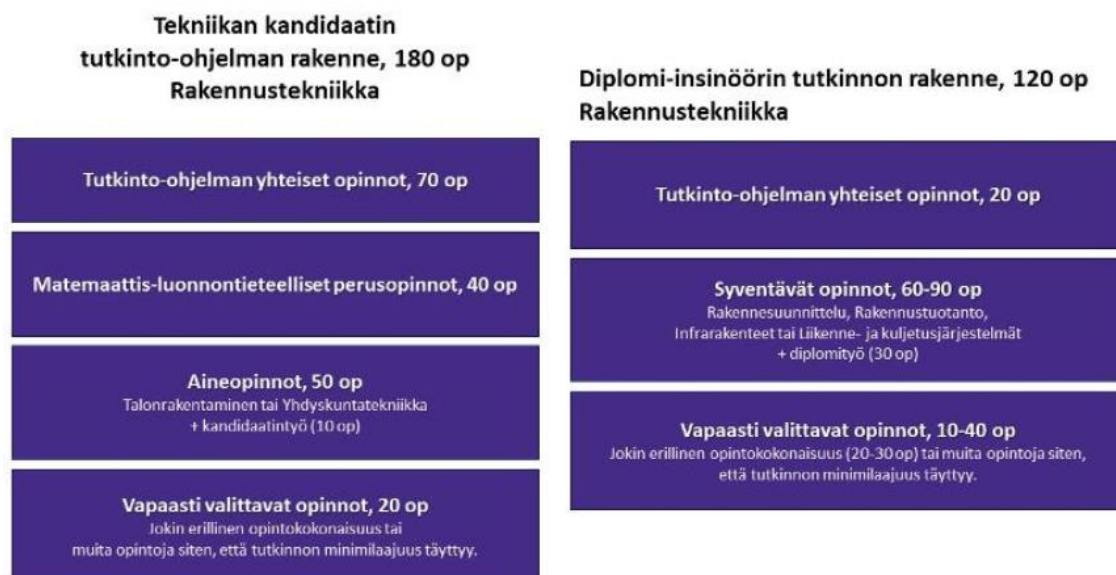 Tekniikan kandidaatin
tutkinto-ohjelman rakenne, 180 op
Rakennustekniikka
Tutkinto-ohjelman yhteiset opinnot, 70 op
Matemaattis-luonnontieteelliset perusopinnot, 40 op
Aineopinnot, 50 op
Talonrakentaminen tai Yhdyskuntatekniikka
+ kandidaatintyö (10 op)
Vapaasti valittavat opinnot, 20 op
Jokin erillinen opintokokonaisuus tai
muita opintoja siten, että tutkinnon minimilaajuus täyttyy.
Diplomi-insinöörin tutkinnon rakenne, 120 op
Rakennustekniikka
Tutkinto-ohjelman yhteiset opinnot, 20 op
Syventävät opinnot, 60-90 op
Rakennesuunnittelu, Rakennustuotanto,
Infrarakenteet tai Liikenne- ja kuljetusjärjestelmät
+ diplomityö (30 op)
Vapaasti valittavat opinnot, 10-40 op
Jokin erillinen opintokokonaisuus (20-30 op) tai muita opintoja siten,
että tutkinnon minimilaajuus täyttyy.